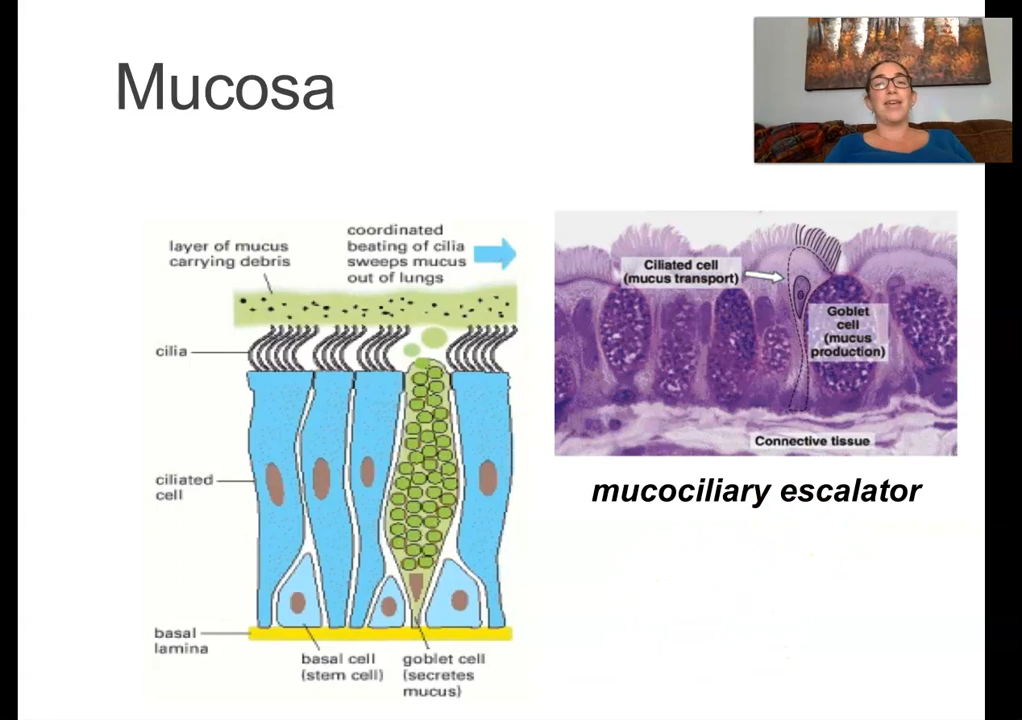 Mucosa
layer of mucus
carrying debris
coordinated
beating of cilia
sweeps mucus
out of lungs
cilia
ciliated
cell
basal
lamina
basal cell
(stem cell)
goblet cell
(secretes
mucus)
Ciliated cell
(mucus transport)
Goblet
cell
(mucus
production)
Connective tissue
mucociliary escalator